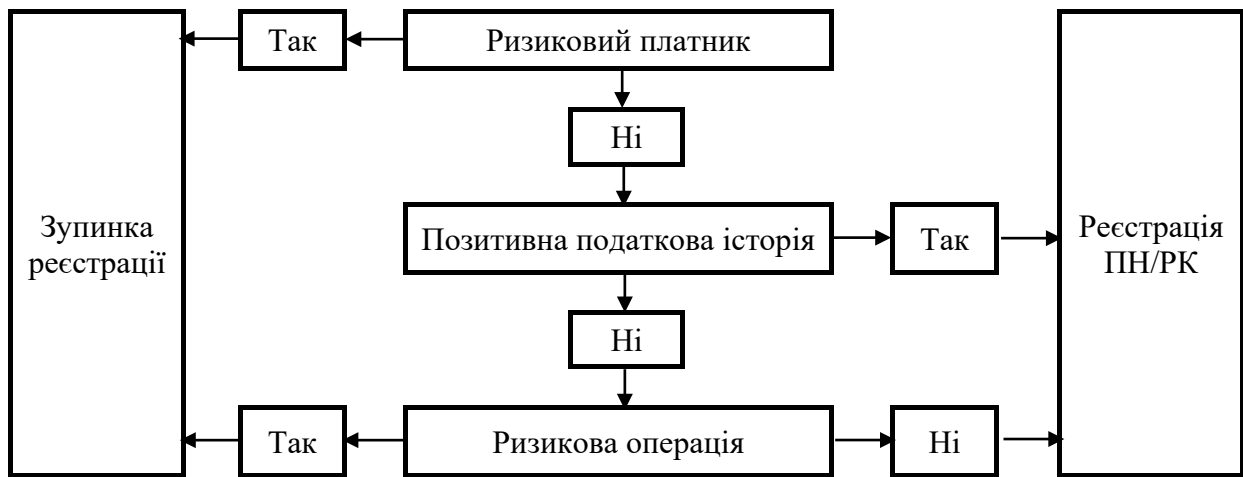 Так
Ризиковий платник
Ні
Зупинка
реєстрації
Позитивна податкова історія
Так
Реєстрація
ПН/РК
Ні
Так
Ризикова операція
Ні